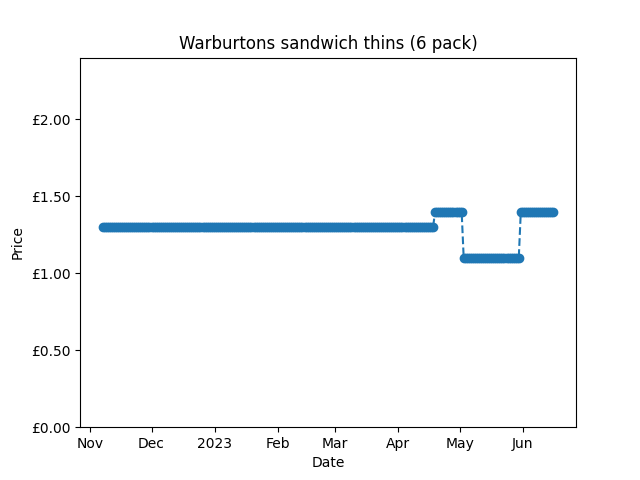 Warburtons sandwich thins (6 pack)
£2.00
£1.50
£1.00
£0.50
£0.00
Price
Nov Dec 2023 Feb Mar Apr May Jun
Date